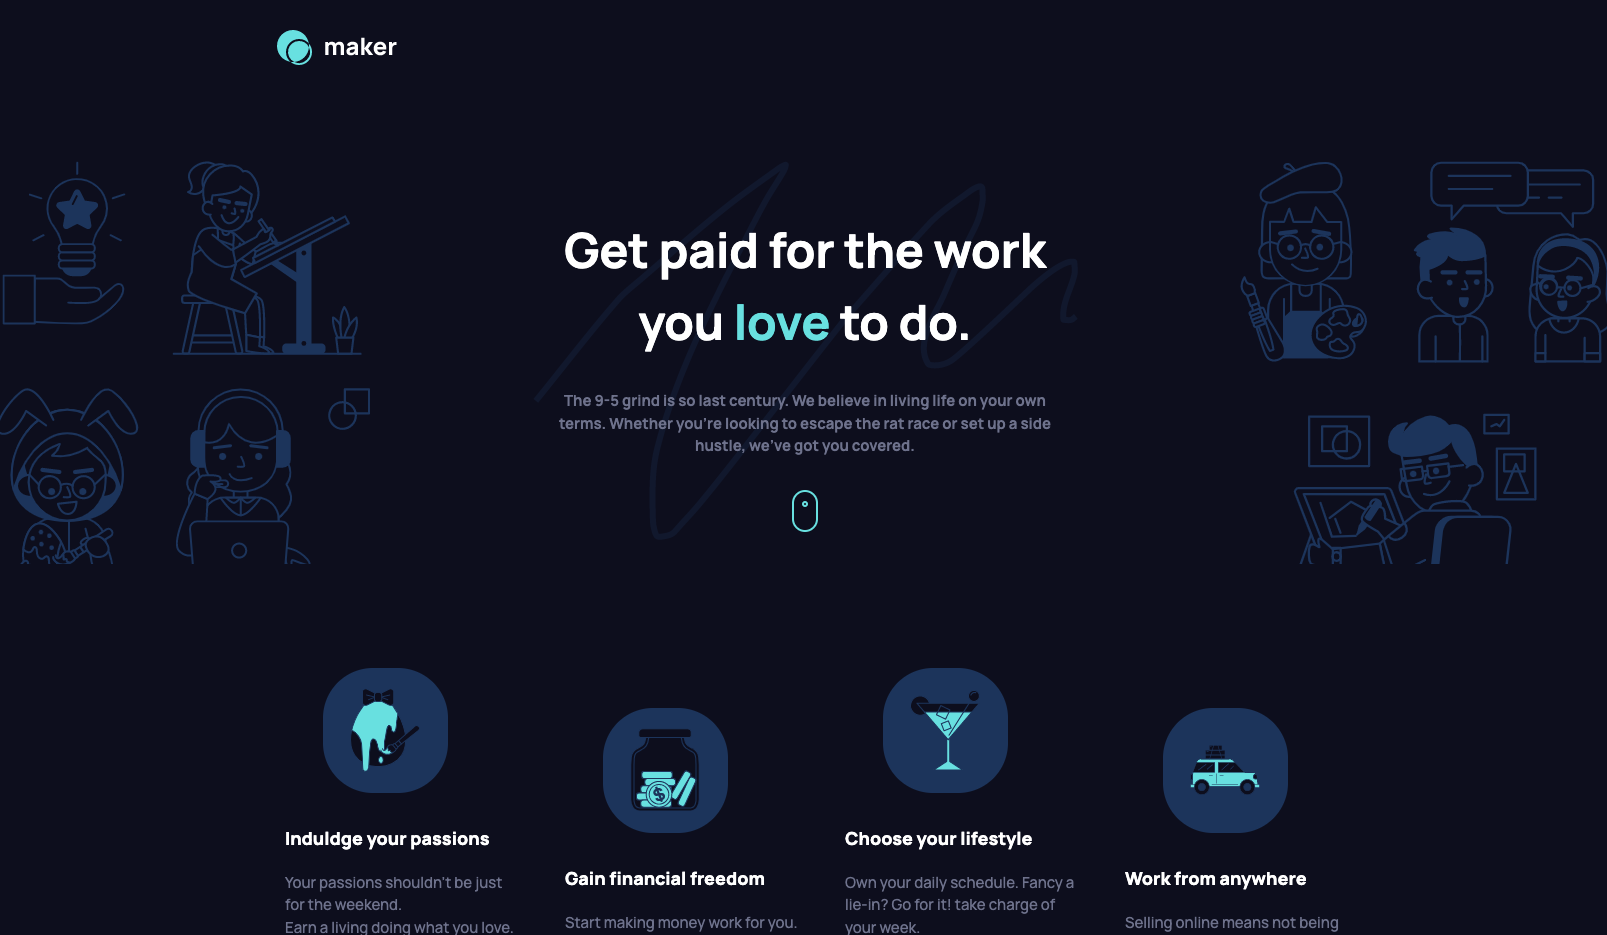 maker
Get paid for the work
you love to do.
The 9-5 grind is so last century. We believe in living life on your own
terms. Whether you're looking to escape the rat race or set up a side
hustle, we've got you covered.
Induldge your passions
Your passions shouldn't be just
for the weekend.
Earn a living doing what you love.
Gain financial freedom
Start making money work for you.
Choose your lifestyle
Own your daily schedule. Fancy a
lie-in? Go for it! take charge of
your week.
Work from anywhere
Selling online means not being